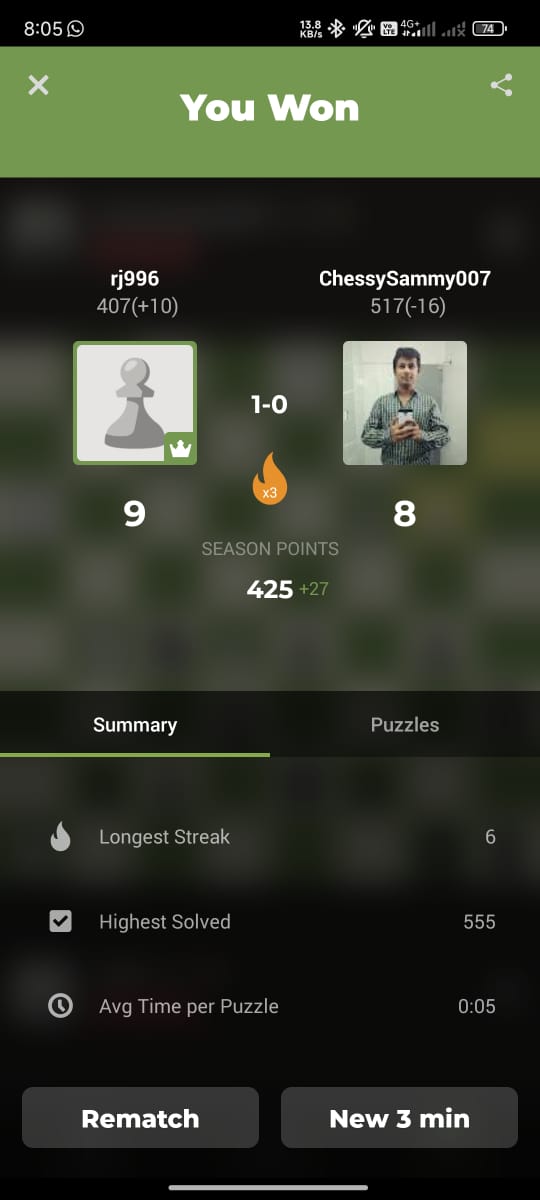 8:05
13.8
KB/s
Vo
LTE
4G+
74
You Won
rj996
ChessySammy007
407(+10)
517(-16)
1-0
x3
9
8
SEASON POINTS
425 +27
Summary
Puzzles
Longest Streak
6
Highest Solved
555
Avg Time per Puzzle
0:05
Rematch
New 3 min